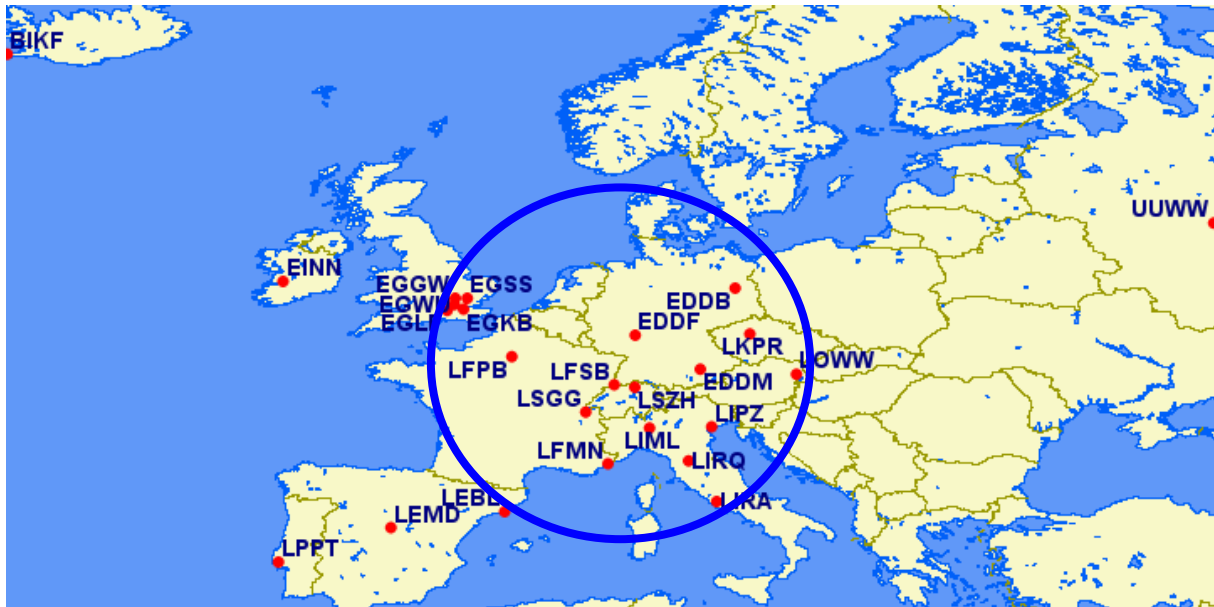 BIKF
UUWW
EINN
EGGW
EGSS
EDDB
EGKB
EDDF
LKPR
LFPB
LFSB
EDDM
LOWW
LSGG
LSZH
LIPZ
LIML
LFMN
LIRQ
LEMD
LIRA
LPPT